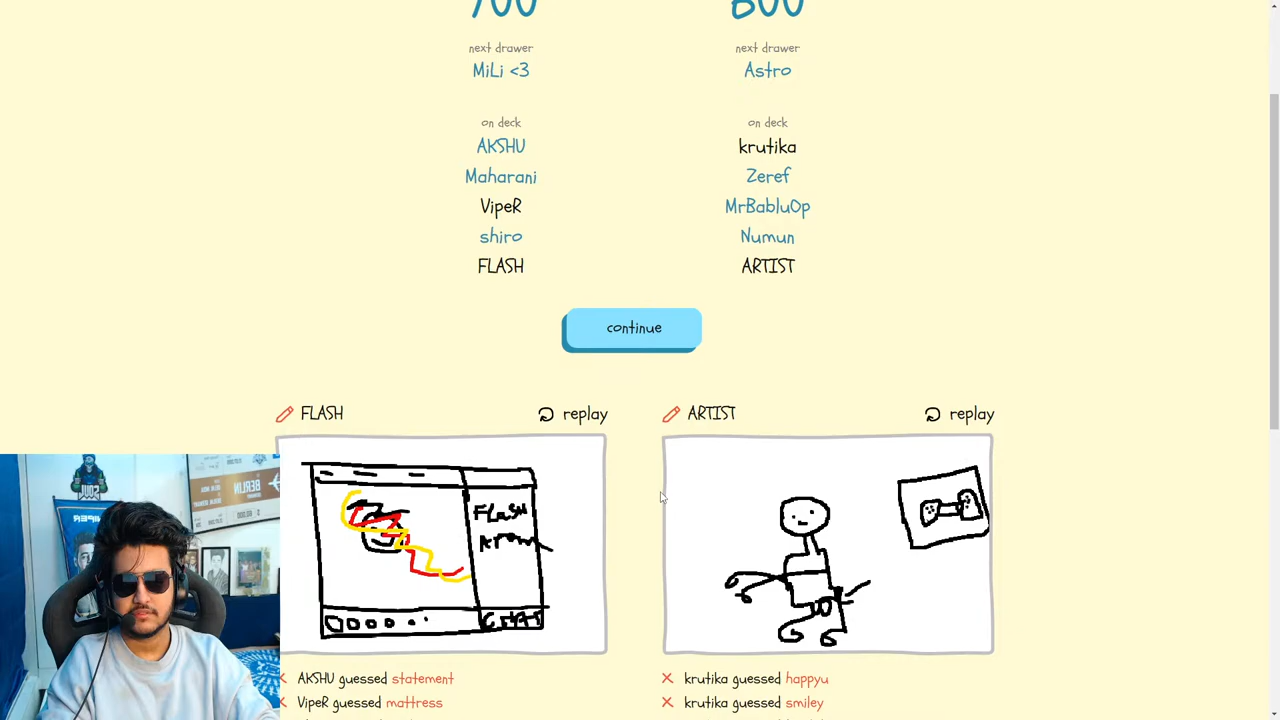 700
800
next drawer
next drawer
MiLi <3
Astro
on deck
on deck
AKSHU
krutika
Maharani
Zeref
VipeR
MrBabluOp
shiro
Numun
FLASH
ARTIST
continue
FLASH
replay
ARTIST
replay
FLASH
BERLIN
AKSHU guessed statement
krutika guessed happyu
VipeR guessed mattress
krutika guessed smiley